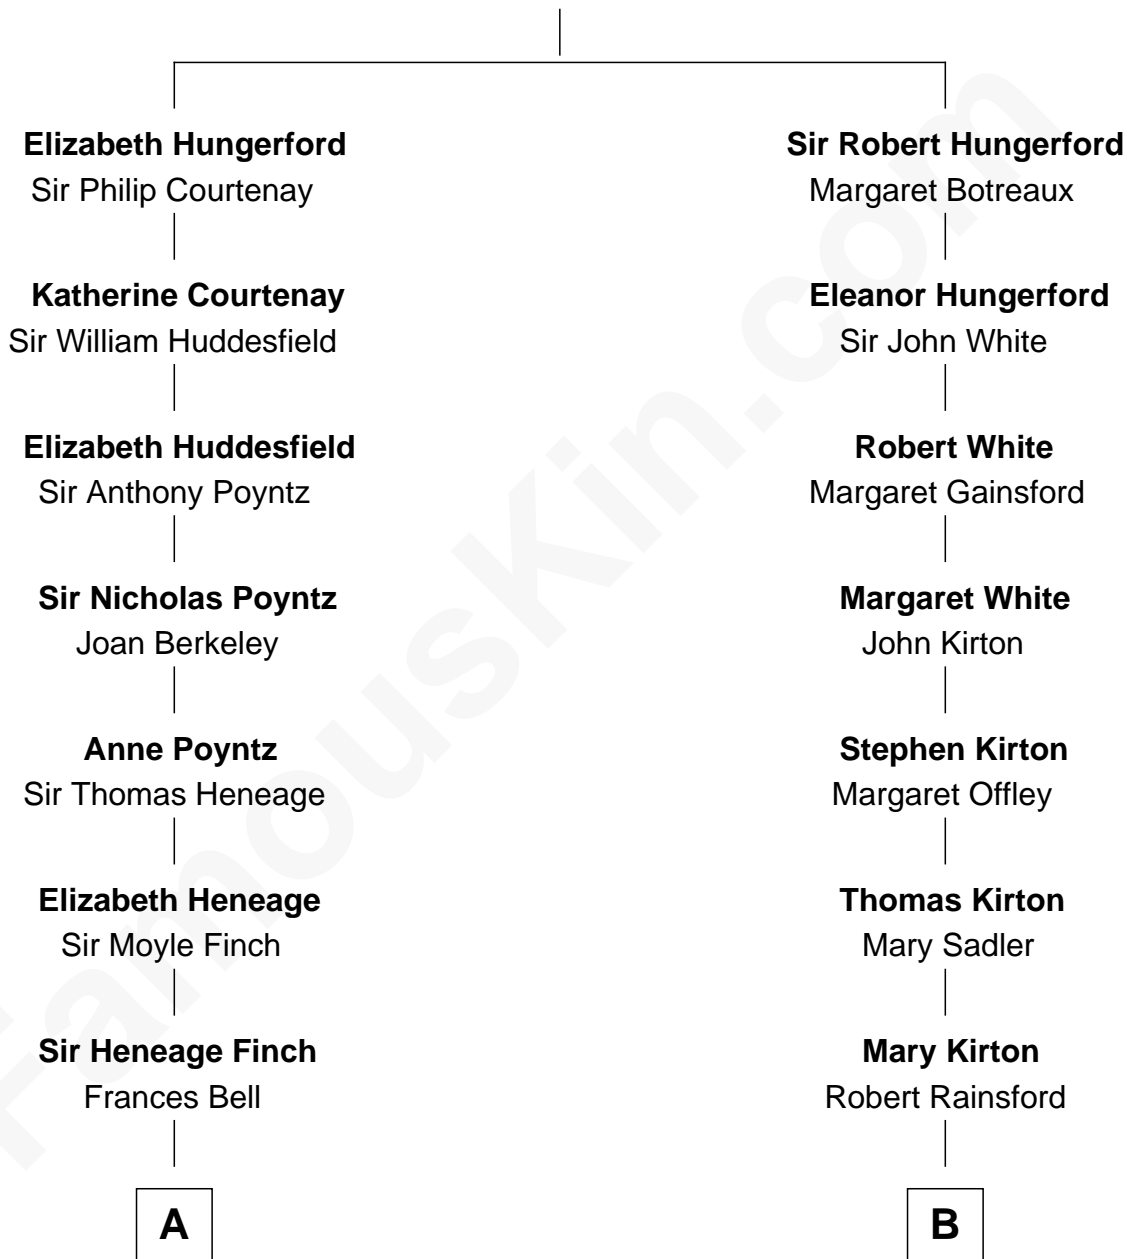 Elizabeth Hungerford
Sir Philip Courtenay
Katherine Courtenay
Sir William Huddesfield
Elizabeth Huddesfield
Sir Anthony Poyntz
Sir Nicholas Poyntz
Joan Berkeley
Anne Poyntz
Sir Thomas Heneage
Elizabeth Heneage
Sir Moyle Finch
Sir Heneage Finch
Frances Bell
A
Sir Robert Hungerford
Margaret Botreaux
Eleanor Hungerford
Sir John White
Robert White
Margaret Gainsford
Margaret White
John Kirton
Stephen Kirton
Margaret Offley
Thomas Kirton
Mary Sadler
Mary Kirton
Robert Rainsford
B
FamousKin.com